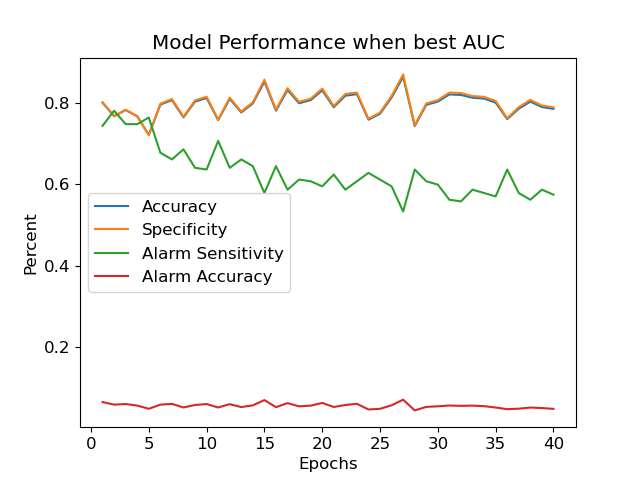 Model Performance when best AUC
Percent
0.8
0.6
0.4
0.2
Accuracy
Specificity
Alarm Sensitivity
Alarm Accuracy
0 5 10 15 20 25 30 35 40
Epochs